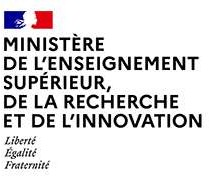 MINISTÈRE
DE L'ENSEIGNEMENT
SUPÉRIEUR,
DE LA RECHERCHE
ET DE L'INNOVATION
Liberté
Égalité
Fraternité